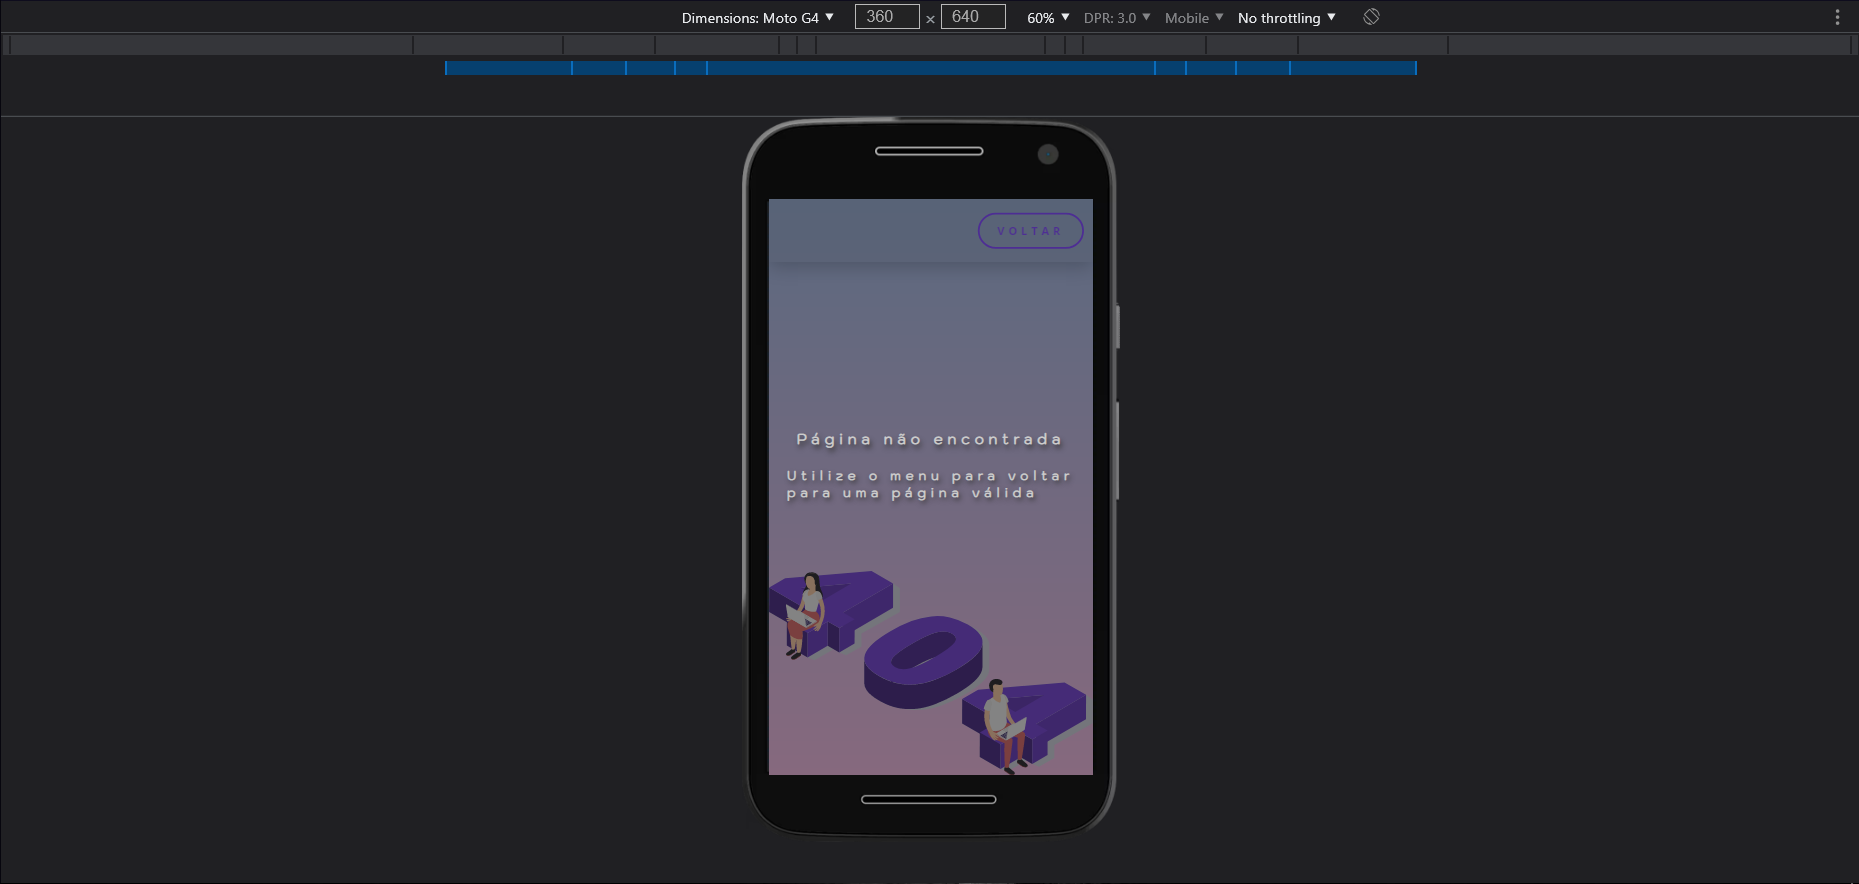 Dimensions: Moto G4 ▼ 360 × 640 60% ▼ DPR: 3.0 ▼ Mobile ▼ No throttling ▼
VOLTAR
Página não encontrada
Utilize o menu para voltar
para uma página válida
404